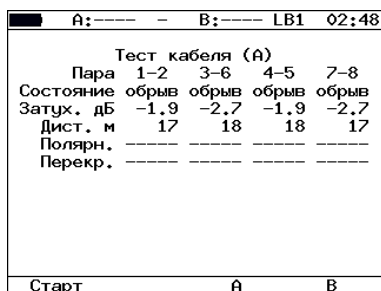 A:---- – B:---- LB1 02:48
Тест кабеля (А)
Пара 1-2 3-6 4-5 7-8
Состояние обрыв обрыв обрыв обрыв
Затух. дБ -1.9 -2.7 -1.9 -2.7
Дист. м 17 18 18 17
Полярн. ----- ----- ----- -----
Перекр. ----- ----- ----- -----
Старт А В